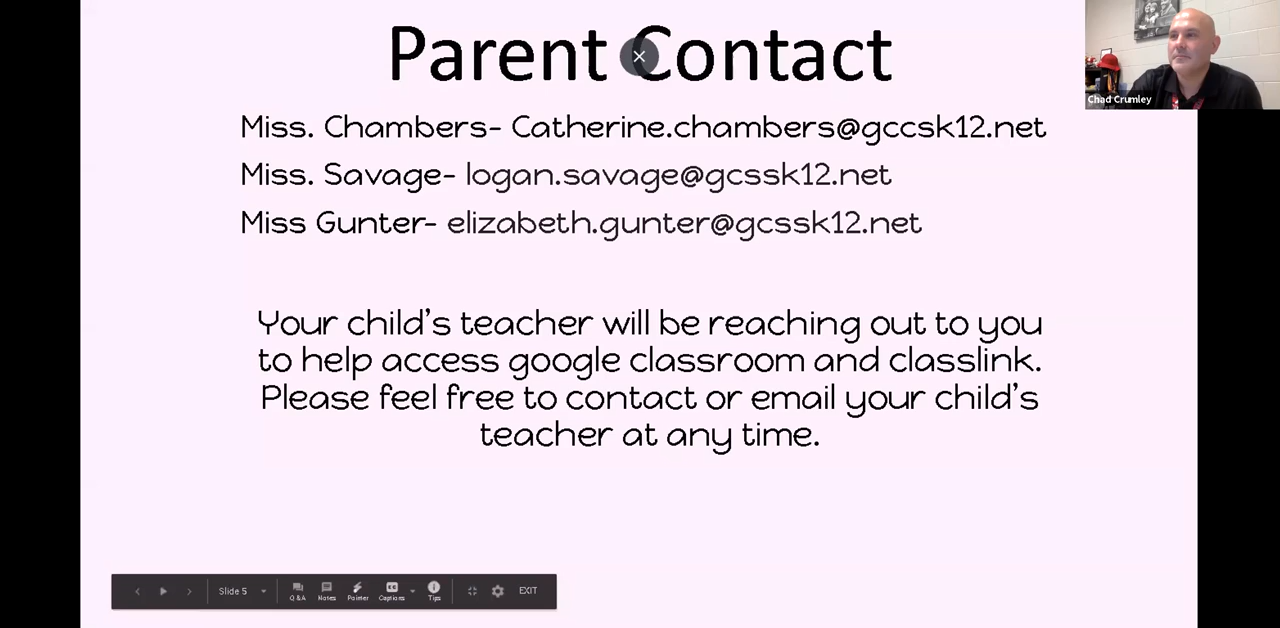 Parent Contact
Chad Crumley
Miss. Chambers- Catherine.chambers@gccsk12.net
Miss. Savage- logan.savage@gcssk12.net
Miss Gunter- elizabeth.gunter@gcssk12.net
Your child's teacher will be reaching out to you
to help access google classroom and classlink.
Please feel free to contact or email your child's
teacher at any time.
Slide 5
Q & A
Notes
Pointer
Captions
Tips
EXIT